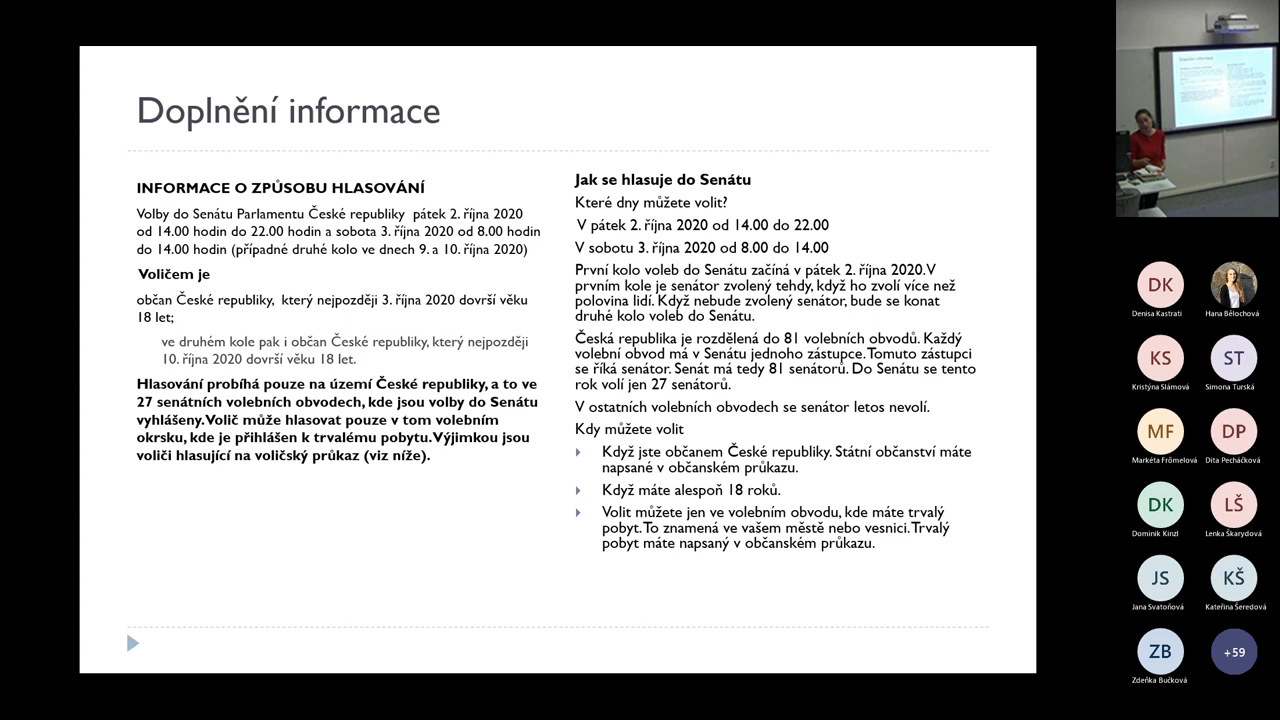 Doplnění informace
INFORMACE O ZPŮSOBU HLASOVÁNÍ
Volby do Senátu Parlamentu České republiky pátek 2. října 2020
od 14.00 hodin do 22.00 hodin a sobota 3. října 2020 od 8.00 hodin
do 14.00 hodin (případné druhé kolo ve dnech 9. a 10. října 2020)
Voličem je
občan České republiky, který nejpozději 3. října 2020 dovrší věku
18 let;
ve druhém kole pak i občan České republiky, který nejpozději
10. října 2020 dovrší věku 18 let.
Hlasování probíhá pouze na území České republiky, a to ve
27 senátních volebních obvodech, kde jsou volby do Senátu
vyhlášeny. Volič může hlasovat pouze v tom volebním
okrsku, kde je přihlášen k trvalému pobytu. Výjimkou jsou
voliči hlasující na voličský průkaz (viz níže).
Jak se hlasuje do Senátu
Které dny můžete volit?
V pátek 2. října 2020 od 14.00 do 22.00
V sobotu 3. října 2020 od 8.00 do 14.00
První kolo voleb do Senátu začíná v pátek 2. října 2020. V
prvním kole je senátor zvolený tehdy, když ho zvolí více než
polovina lidí. Když nebude zvolený senátor, bude se konat
druhé kolo voleb do Senátu.
Česká republika je rozdělená do 81 volebních obvodů. Každý
volební obvod má v Senátu jednoho zástupce. Tomuto zástupci
se říká senátor. Senát má tedy 81 senátorů. Do Senátu se tento
rok volí jen 27 senátorů.
V ostatních volebních obvodech se senátor letos nevolí.
Kdy můžete volit
Když jste občanem České republiky. Státní občanství máte
napsané v občanském průkazu.
Když máte alespoň 18 roků.
Volit můžete jen ve volebním obvodu, kde máte trvalý
pobyt. To znamená ve vašem městě nebo vesnici. Trvalý
pobyt máte napsaný v občanském průkazu.
DK
Denisa Kastrati
Hana Bělochová
KS
Kristýna Slámová
ST
Simona Turská
MF
Markéta Frömelová
DP
Dita Pecháčková
DK
Dominik Kinzl
LŠ
Lenka Škarydová
JS
Jana Svatoňová
KŠ
Kateřina Šeredová
ZB
Zdeňka Bučková
+59